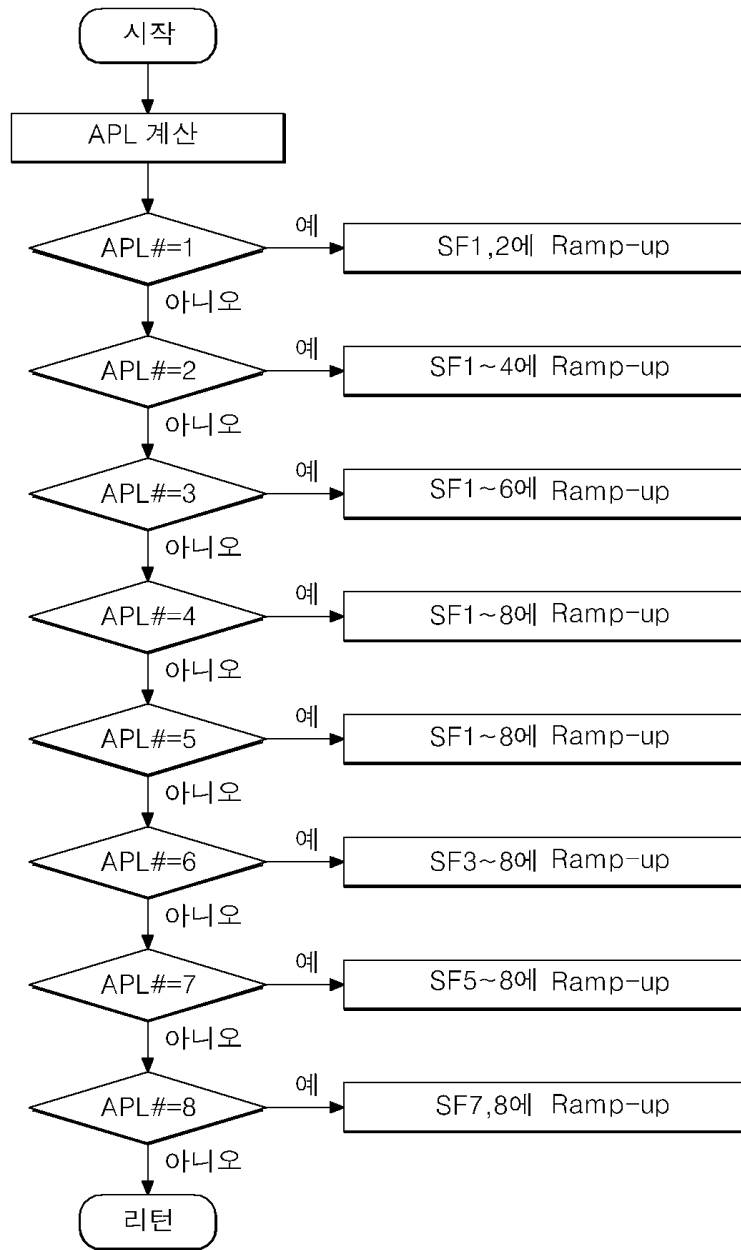 시작
APL 계산
APL#=1
예
SF1,2에 Ramp-up
아니오
APL#=2
예
SF1~4에 Ramp-up
아니오
APL#=3
예
SF1~6에 Ramp-up
아니오
APL#=4
예
SF1~8에 Ramp-up
아니오
APL#=5
예
SF1~8에 Ramp-up
아니오
APL#=6
예
SF3~8에 Ramp-up
아니오
APL#=7
예
SF5~8에 Ramp-up
아니오
APL#=8
예
SF7,8에 Ramp-up
아니오
리턴